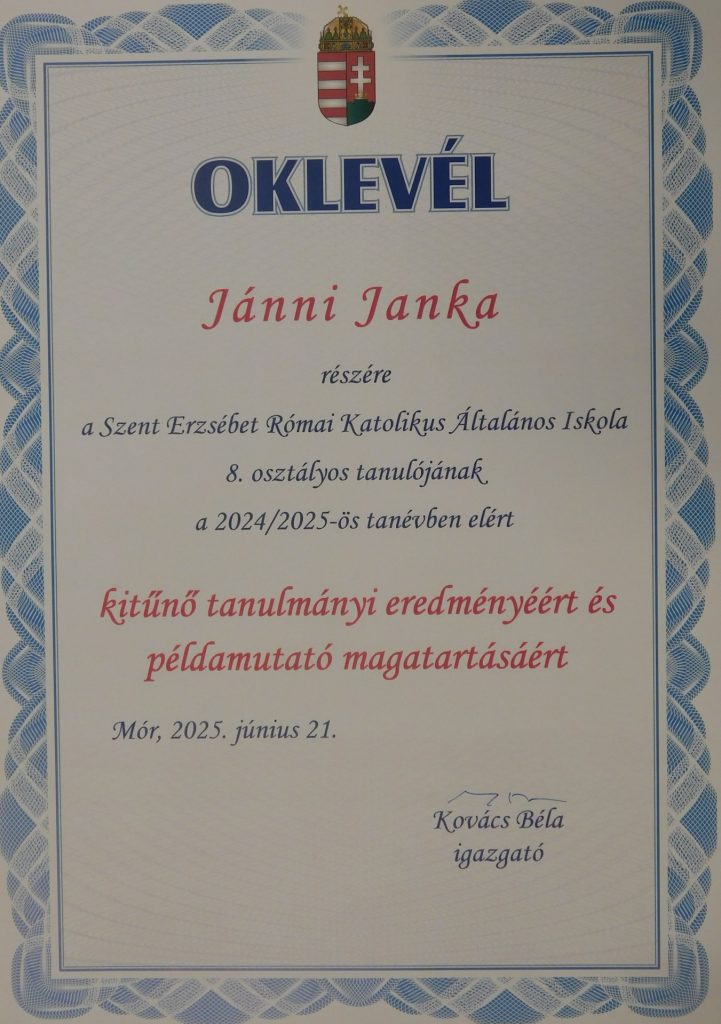 OKLEVÉL
Jánni Janka
részére
a Szent Erzsébet Római Katolikus Általános Iskola
8. osztályos tanulójának
a 2024/2025-ös tanévben elért
kitűnő tanulmányi eredményéért és
példamutató magatartásáért
Mór, 2025. június 21.
Kovács Béla
igazgató